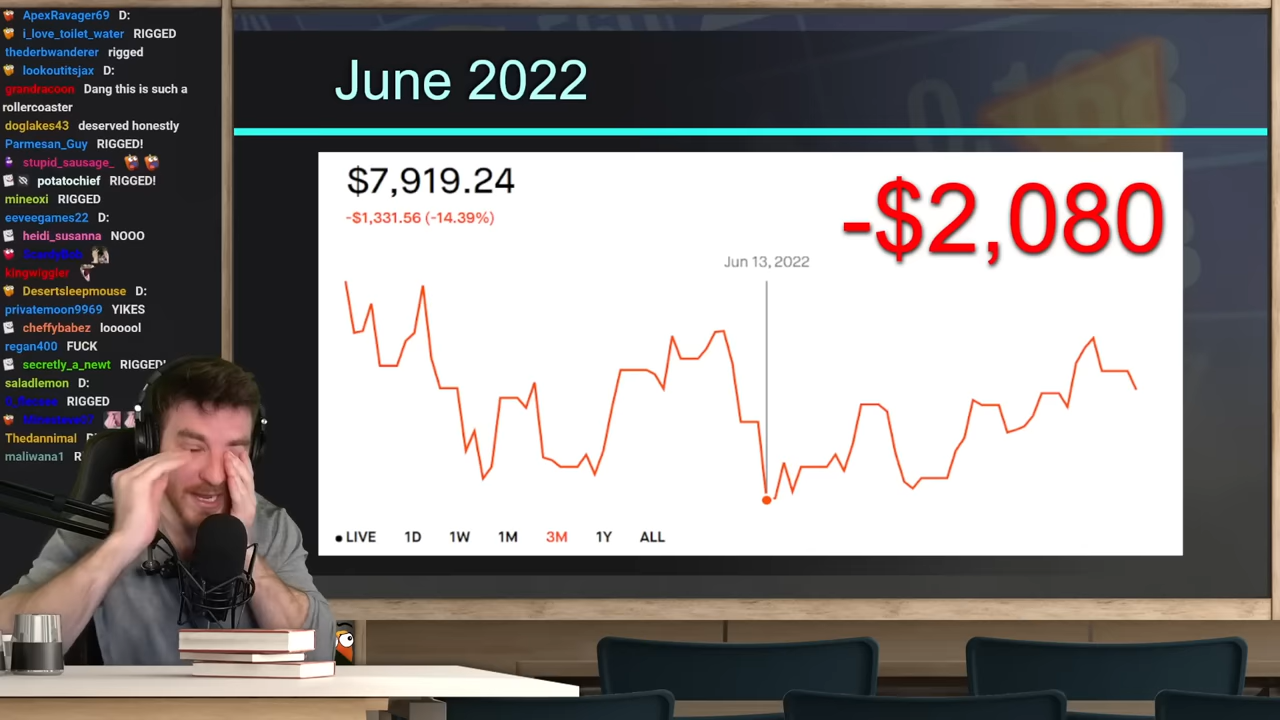 ApexRavager69 D:
i_love_toilet_water RIGGED
thederbwanderer rigged
lookoutitsjax D:
grandracoon Dang this is such a
rollercoaster
doglakes43 deserved honestly
Parmesan_Guy RIGGED!
stupid_sausage_
potatochief RIGGED!
mineoxi RIGGED
eeveegames22 D:
heidi_susanna NOOO
kingwiggler
Desertsleepmouse D:
privatemoon9969 YIKES
cheffybabez loooool
regan400 FUCK
secretly_a_newt RIGGED!
saladlemon D:
RIGGED
Thedannimal
maliwana1 R
June 2022
$7,919.24
-$1,331.56 (-14.39%)
-$2,080
Jun 13, 2022
LIVE 1D 1W 1M 3M 1Y ALL